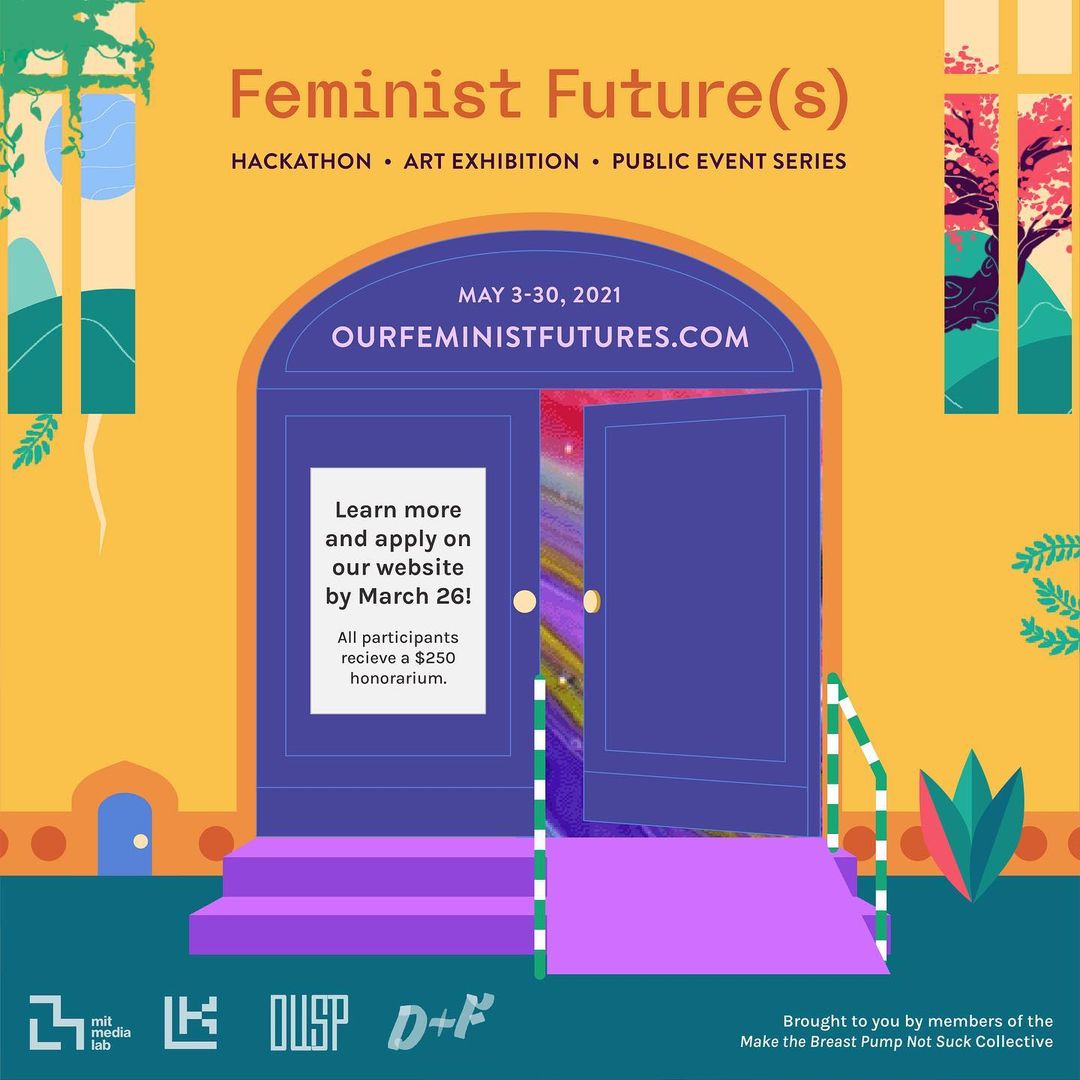 Feminist Future(s)
HACKATHON • ART EXHIBITION • PUBLIC EVENT SERIES
MAY 3-30, 2021
OURFEMINISTFUTURES.COM
Learn more
and apply on
our website
by March 26!
All participants
recieve a $250
honorarium.
mit
media
lab
LK
DUSP
D+F
Brought to you by members of the
Make the Breast Pump Not Suck Collective